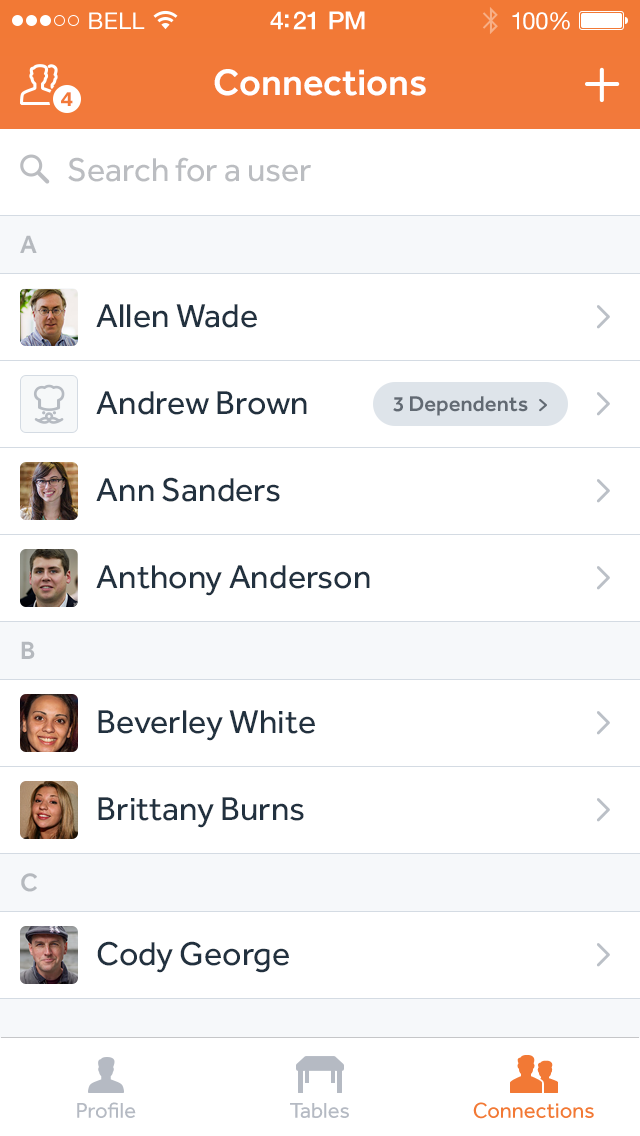 BELL 4:21 PM 100%
4 Connections
Search for a user
A
Allen Wade
Andrew Brown 3 Dependents
Ann Sanders
Anthony Anderson
B
Beverley White
Brittany Burns
C
Cody George
Profile Tables Connections